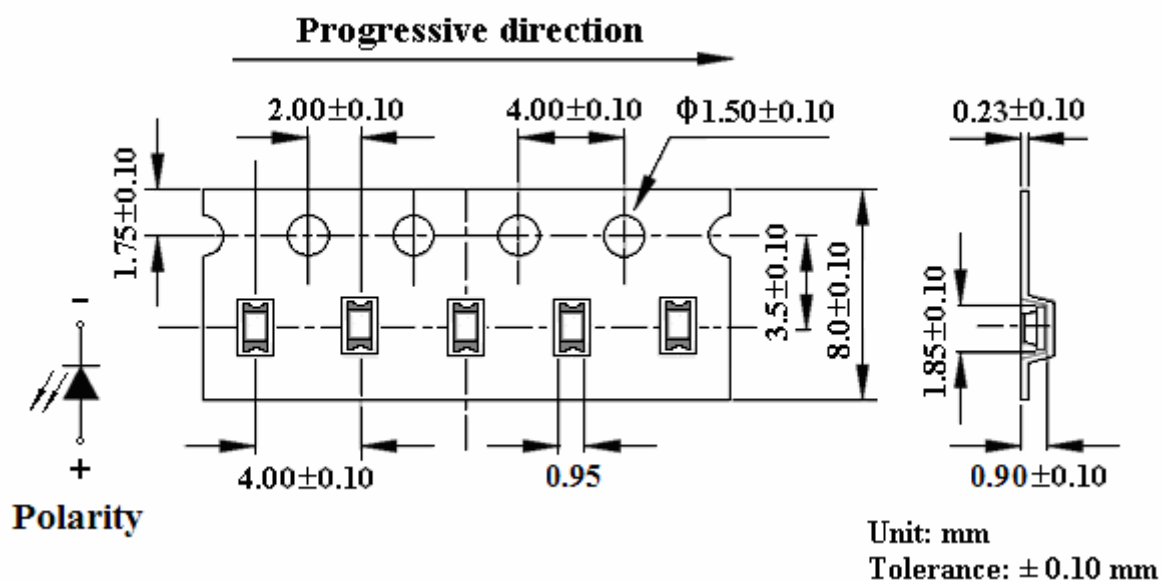 Progressive direction
2.00±0.10
4.00±0.10
ϕ1.50±0.10
0.23±0.10
1.75±0.10
3.5±0.10
8.0±0.10
1.85±0.10
-
+
Polarity
4.00±0.10
0.95
0.90±0.10
Unit: mm
Tolerance: ±0.10 mm